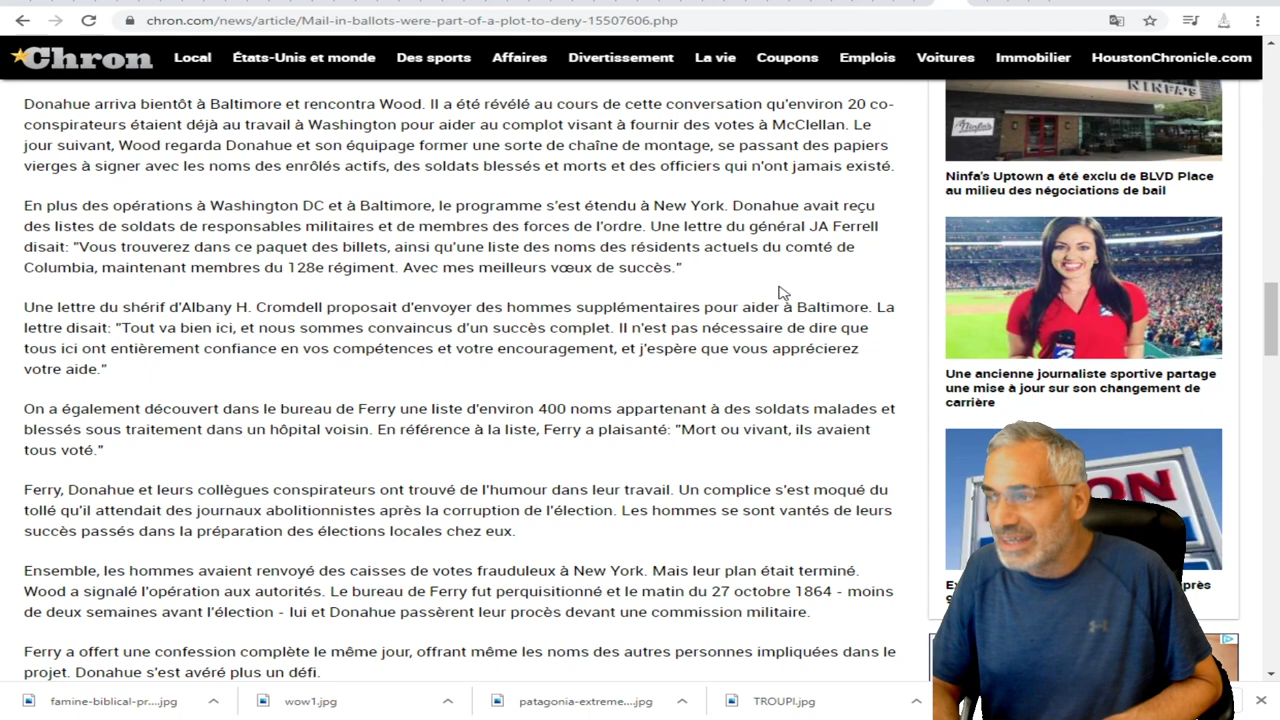 chron.com/news/article/Mail-in-ballots-were-part-of-a-plot-to-deny-15507606.php
Chron
Local États-Unis et monde Des sports Affaires Divertissement La vie Coupons Emplois Voitures Immobilier HoustonChronicle.com
Donahue arriva bientôt à Baltimore et rencontra Wood. Il a été révélé au cours de cette conversation qu'environ 20 co-
conspirateurs étaient déjà au travail à Washington pour aider au complot visant à fournir des votes à McClellan. Le
jour suivant, Wood regarda Donahue et son équipage former une sorte de chaîne de montage, se passant des papiers
vierges à signer avec les noms des enrôlés actifs, des soldats blessés et morts et des officiers qui n'ont jamais existé.
En plus des opérations à Washington DC et à Baltimore, le programme s'est étendu à New York. Donahue avait reçu
des listes de soldats de responsables militaires et de membres des forces de l'ordre. Une lettre du général JA Ferrell
disait: "Vous trouverez dans ce paquet des billets, ainsi qu'une liste des noms des résidents actuels du comté de
Columbia, maintenant membres du 128e régiment. Avec mes meilleurs vœux de succès."
Une lettre du shérif d'Albany H. Cromdell proposait d'envoyer des hommes supplémentaires pour aider à Baltimore. La
lettre disait: "Tout va bien ici, et nous sommes convaincus d'un succès complet. Il n'est pas nécessaire de dire que
tous ici ont entièrement confiance en vos compétences et votre encouragement, et j'espère que vous apprécierez
votre aide."
On a également découvert dans le bureau de Ferry une liste d'environ 400 noms appartenant à des soldats malades et
blessés sous traitement dans un hôpital voisin. En référence à la liste, Ferry a plaisanté: "Mort ou vivant, ils avaient
tous voté."
Ferry, Donahue et leurs collègues conspirateurs ont trouvé de l'humour dans leur travail. Un complice s'est moqué du
tollé qu'il attendait des journaux abolitionnistes après la corruption de l'élection. Les hommes se sont vantés de leurs
succès passés dans la préparation des élections locales chez eux.
Ensemble, les hommes avaient renvoyé des caisses de votes frauduleux à New York. Mais leur plan était terminé.
Wood a signalé l'opération aux autorités. Le bureau de Ferry fut perquisitionné et le matin du 27 octobre 1864 - moins
de deux semaines avant l'élection - lui et Donahue passèrent leur procès devant une commission militaire.
Ferry a offert une confession complète le même jour, offrant même les noms des autres personnes impliquées dans le
projet. Donahue s'est avéré plus un défi.
NINFA'S
Ninfa's Uptown a été exclu de BLVD Place
au milieu des négociations de bail
2
Une ancienne journaliste sportive partage
une mise à jour sur son changement de
carrière
famine-biblical-pr....jpg wow1.jpg patagonia-extreme....jpg TROUPI.jpg